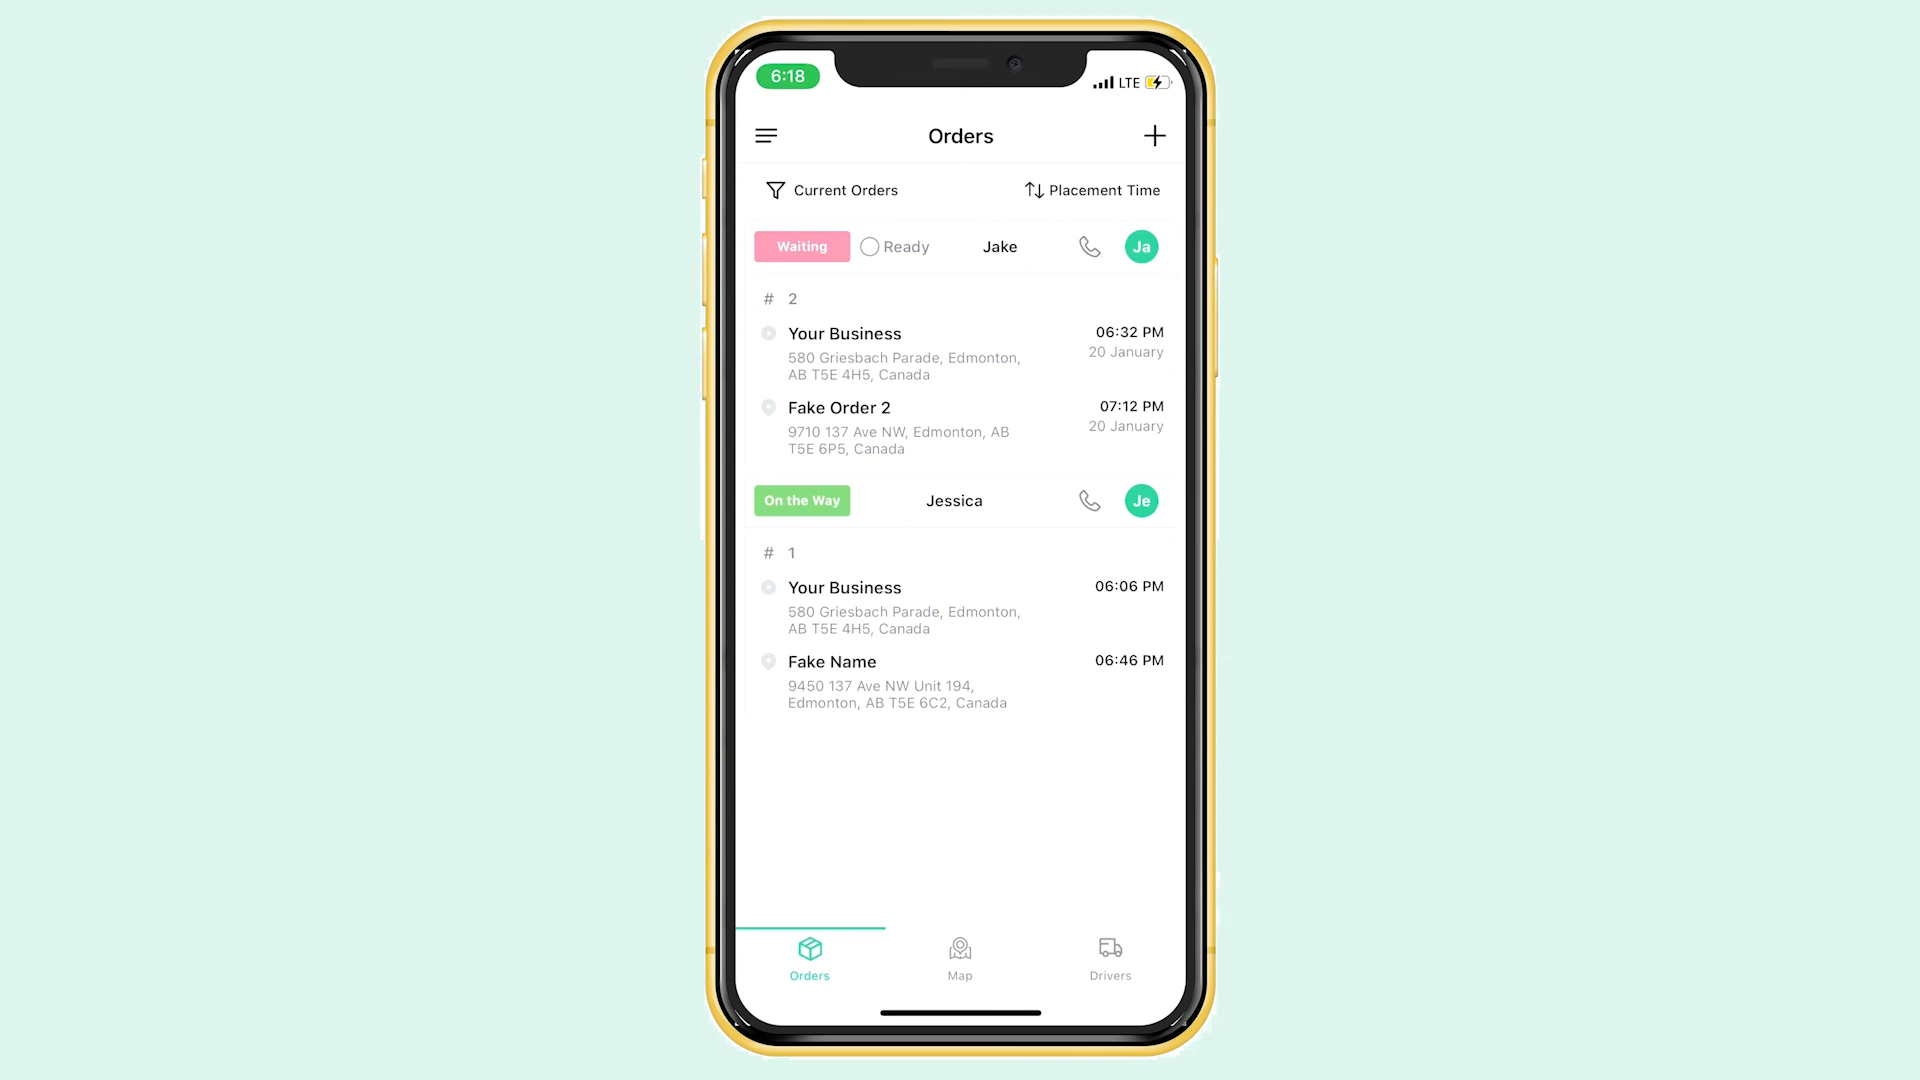 6:18
LTE
Orders
Current Orders
Placement Time
Waiting
Ready
Jake
Ja
# 2
Your Business
06:32 PM
580 Griesbach Parade, Edmonton,
20 January
AB T5E 4H5, Canada
Fake Order 2
07:12 PM
9710 137 Ave NW, Edmonton, AB
20 January
T5E 6P5, Canada
On the Way
Jessica
Je
# 1
Your Business
06:06 PM
580 Griesbach Parade, Edmonton,
AB T5E 4H5, Canada
Fake Name
06:46 PM
9450 137 Ave NW Unit 194,
Edmonton, AB T5E 6C2, Canada
Orders
Map
Drivers